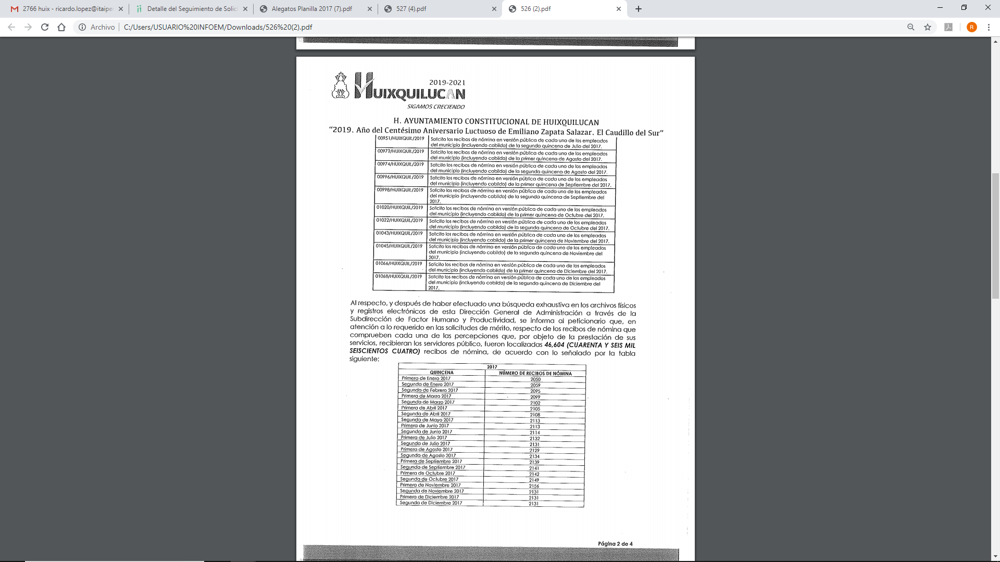 2766 huix - ricardo.lopez@itaipe
Detalle del Seguimiento de Solic
Alegatos Planilla 2017 (7).pdf
527 (4).pdf
526 (2).pdf
Archivo
C:/Users/USUARIO%20INFOEM/Downloads/526%20(2).pdf
R
2019-2021
HUIXQUILUCAN
SIGAMOS CRECIENDO
H. AYUNTAMIENTO CONSTITUCIONAL DE HUIXQUILUCAN
“2019. Año del Centésimo Aniversario Luctuoso de Emiliano Zapata Salazar. El Caudillo del Sur”
00951/HUIXQUIL/2019 Solicito los recibos de nómina en versión pública de cada uno de los empleados
del municipio (incluyendo cabildo) de la segunda quincena de Julio del 2017.
00972/HUIXQUIL/2019 Solicito los recibos de nómina en versión pública de cada uno de los empleados
del municipio (incluyendo cabildo) de la primer quincena de Agosto del 2017.
00974/HUIXQUIL/2019 Solicito los recibos de nómina en versión pública de cada uno de los empleados
del municipio (incluyendo cabildo) de la segunda quincena de Agosto del 2017.
00996/HUIXQUIL/2019 Solicito los recibos de nómina en versión pública de cada uno de los empleados
del municipio (incluyendo cabildo) de la primer quincena de Septiembre del 2017.
00998/HUIXQUIL/2019 Solicito los recibos de nómina en versión pública de cada uno de los empleados
del municipio (incluyendo cabildo) de la segunda quincena de Septiembre del
2017.
01020/HUIXQUIL/2019 Solicito los recibos de nómina en versión pública de cada uno de los empleados
del municipio (incluyendo cabildo) de la primer quincena de Octubre del 2017.
01022/HUIXQUIL/2019 Solicito los recibos de nómina en versión pública de cada uno de los empleados
del municipio (incluyendo cabildo) de la segunda quincena de Octubre del 2017.
01043/HUIXQUIL/2019 Solicito los recibos de nómina en versión pública de cada uno de los empleados
del municipio (incluyendo cabildo) de la primer quincena de Noviembre del 2017.
01045/HUIXQUIL/2019 Solicito los recibos de nómina en versión pública de cada uno de los empleados
del municipio (incluyendo cabildo) de la segunda quincena de Noviembre del
2017.
01066/HUIXQUIL/2019 Solicito los recibos de nómina en versión pública de cada uno de los empleados
del municipio (incluyendo cabildo) de la primer quincena de Diciembre del 2017.
01068/HUIXQUIL/2019 Solicito los recibos de nómina en versión pública de cada uno de los empleados
del municipio (incluyendo cabildo) de la segunda quincena de Diciembre del
2017.
Al respecto, y después de haber efectuado una búsqueda exhaustiva en los archivos físicos
y registros electrónicos de esta Dirección General de Administración a través de la
Subdirección de Factor Humano y Productividad, se informa al peticionario que, en
atención a lo requerido en las solicitudes de mérito, respecto de los recibos de nómina que
comprueben cada una de las percepciones que, por objeto de la prestación de sus
servicios, recibieran los servidores público, fueron localizadas 46,604 (CUARENTA Y SEIS MIL
SEISCIENTOS CUATRO) recibos de nómina, de acuerdo con lo señalado por la tabla
siguiente:
2017
QUINCENA NÚMERO DE RECIBOS DE NÓMINA
Primera de Enero 2017 2050
Segunda de Enero 2017 2059
Segunda de Febrero 2017 2095
Primera de Marzo 2017 2099
Segunda de Marzo 2017 2102
Primera de Abril 2017 2105
Segunda de Abril 2017 2108
Segunda de Mayo 2017 2113
Primera de Junio 2017 2113
Segunda de Junio 2017 2114
Primera de Julio 2017 2132
Segunda de Julio 2017 2131
Primera de Agosto 2017 2129
Segunda de Agosto 2017 2134
Primera de Septiembre 2017 2139
Segunda de Septiembre 2017 2141
Primera de Octubre 2017 2142
Segunda de Octubre 2017 2149
Primera de Noviembre 2017 2156
Segunda de Noviembre 2017 2131
Primera de Diciembre 2017 2131
Segunda de Diciembre 2017 2131
Página 2 de 4